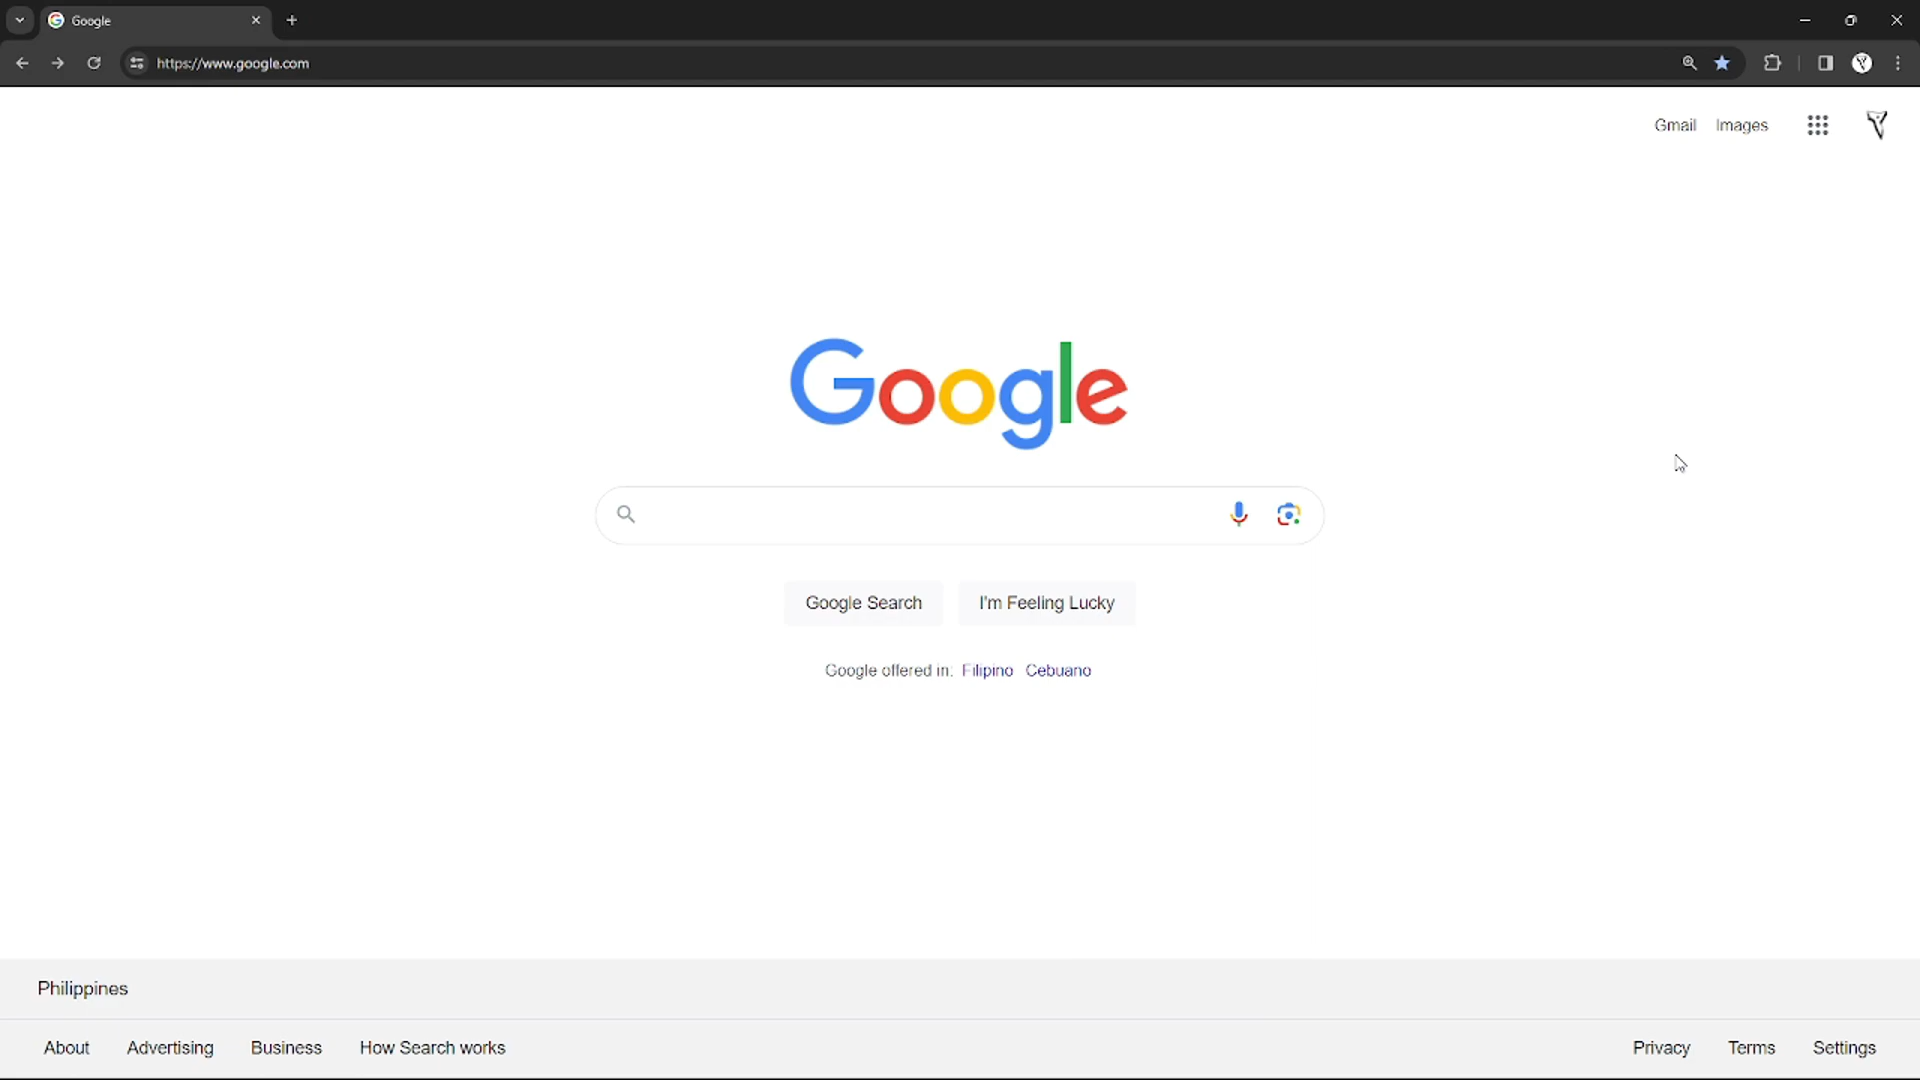 Google
https://www.google.com
Gmail Images
Google
Google Search I'm Feeling Lucky
Google offered in: Filipino Cebuano
Philippines
About Advertising Business How Search works Privacy Terms Settings